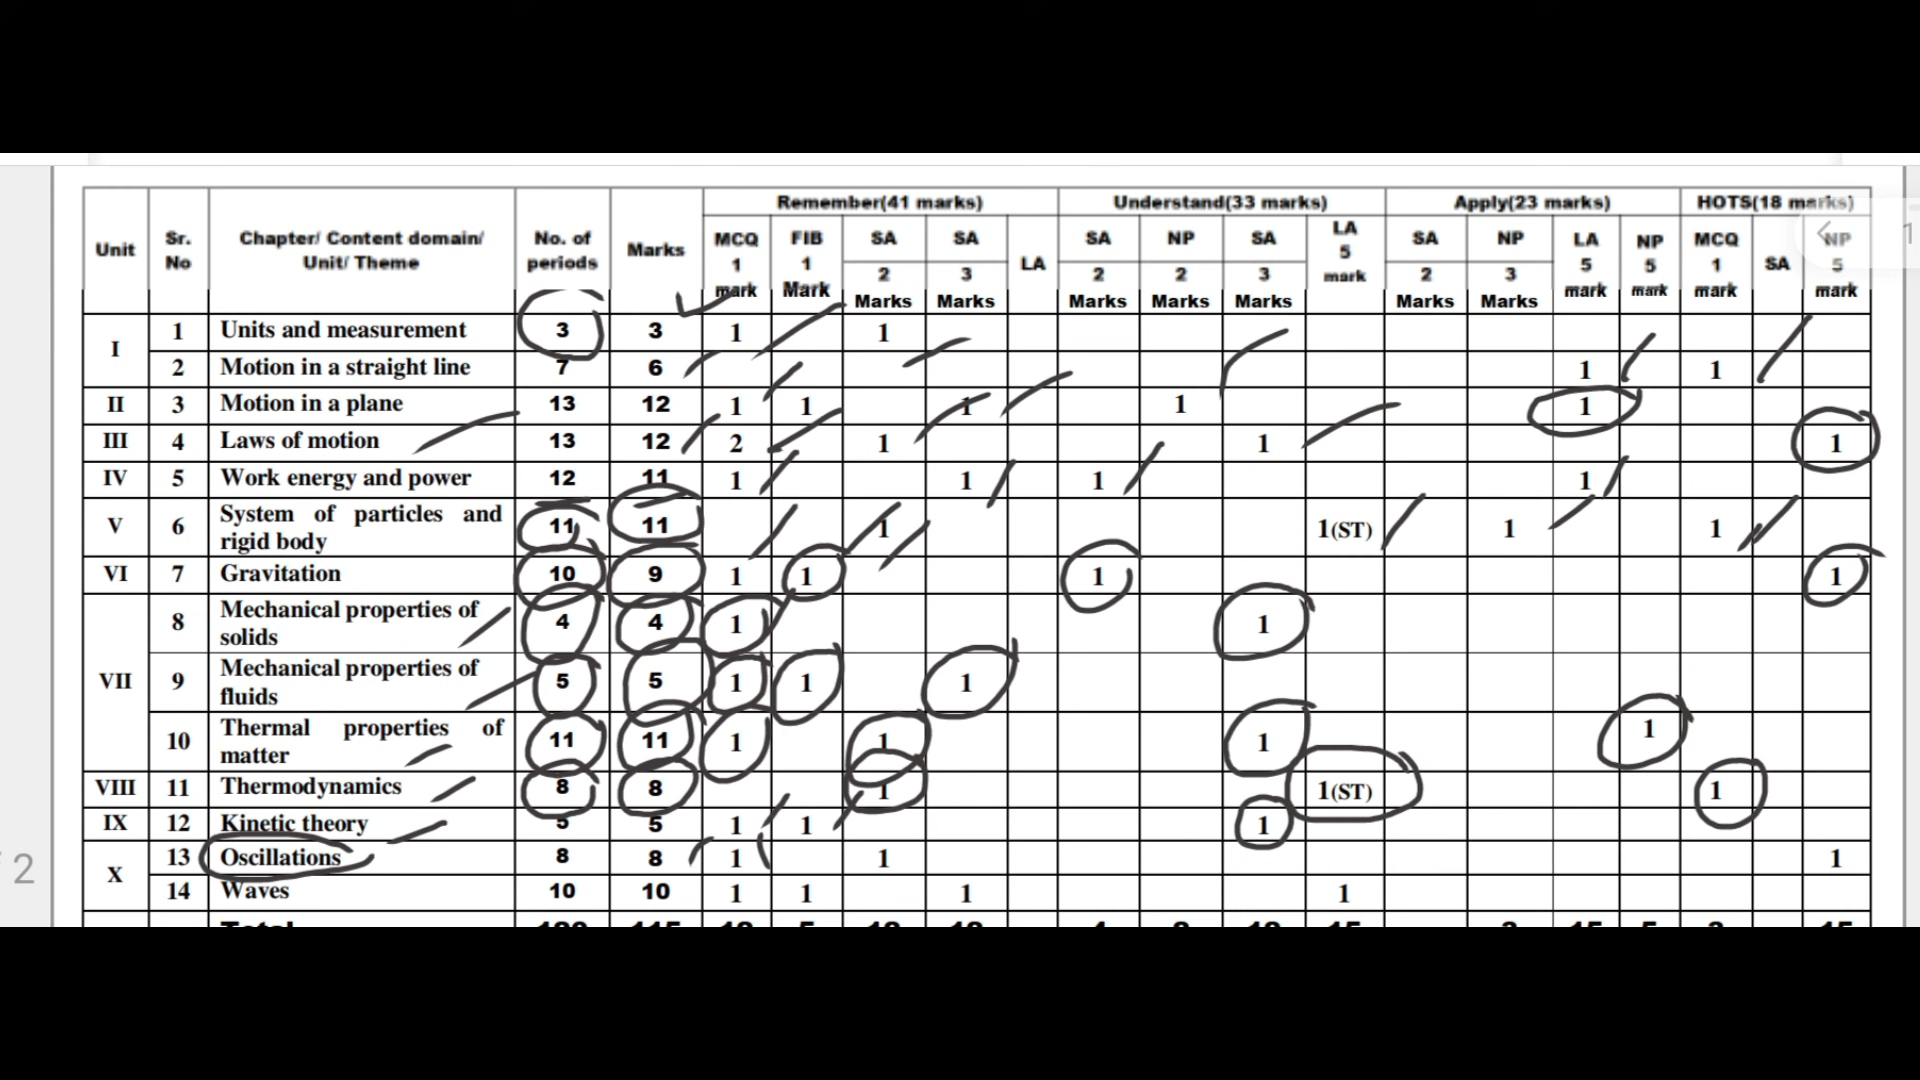 Unit Sr. No Chapter/ Content domain/ Unit/ Theme No. of periods Marks Remember(41 marks) Understand(33 marks) Apply(23 marks) HOTS(18 marks)
MCQ 1 mark FIB 1 Mark SA 2 Marks SA 3 Marks LA SA 2 Marks NP 2 Marks SA 3 Marks LA 5 mark SA 2 Marks NP 3 Marks LA 5 mark NP 5 mark MCQ 1 mark SA NP 5 mark
1
I 1 Units and measurement 3 3 1 1
2 Motion in a straight line 7 6 1 1
II 3 Motion in a plane 13 12 1 1 1 1 1
III 4 Laws of motion 13 12 2 1 1 1
IV 5 Work energy and power 12 11 1 1 1 1
V 6 System of particles and rigid body 11 11 1 1(ST) 1 1
VI 7 Gravitation 10 9 1 1 1 1
8 Mechanical properties of solids 4 4 1 1
VII 9 Mechanical properties of fluids 5 5 1 1 1
10 Thermal properties of matter 11 11 1 1 1 1
VIII 11 Thermodynamics 8 8 1 1(ST) 1
IX 12 Kinetic theory 5 5 1 1 1
X 13 Oscillations 8 8 1 1 1
14 Waves 10 10 1 1 1 1
2
Total